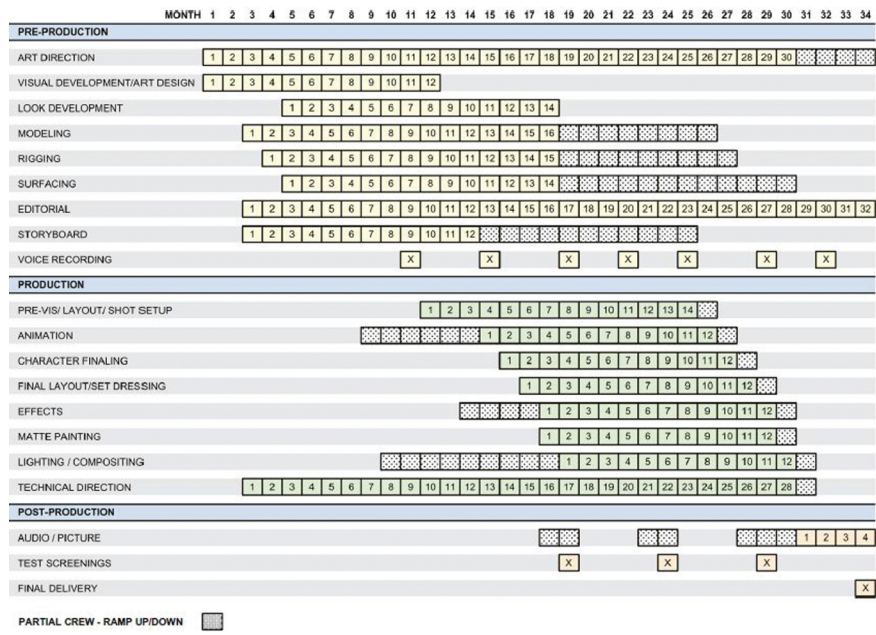 MONTH 1 2 3 4 5 6 7 8 9 10 11 12 13 14 15 16 17 18 19 20 21 22 23 24 25 26 27 28 29 30 31 32 33 34
PRE-PRODUCTION
ART DIRECTION 1 2 3 4 5 6 7 8 9 10 11 12 13 14 15 16 17 18 19 20 21 22 23 24 25 26 27 28 29 30
VISUAL DEVELOPMENT/ART DESIGN 1 2 3 4 5 6 7 8 9 10 11 12
LOOK DEVELOPMENT 1 2 3 4 5 6 7 8 9 10 11 12 13 14
MODELING 1 2 3 4 5 6 7 8 9 10 11 12 13 14 15 16
RIGGING 1 2 3 4 5 6 7 8 9 10 11 12 13 14 15
SURFACING 1 2 3 4 5 6 7 8 9 10 11 12 13 14
EDITORIAL 1 2 3 4 5 6 7 8 9 10 11 12 13 14 15 16 17 18 19 20 21 22 23 24 25 26 27 28 29 30 31 32
STORYBOARD 1 2 3 4 5 6 7 8 9 10 11 12
VOICE RECORDING X X X X X X X
PRODUCTION
PRE-VIS/ LAYOUT/ SHOT SETUP 1 2 3 4 5 6 7 8 9 10 11 12 13 14
ANIMATION 1 2 3 4 5 6 7 8 9 10 11 12
CHARACTER FINALING 1 2 3 4 5 6 7 8 9 10 11 12
FINAL LAYOUT/SET DRESSING 1 2 3 4 5 6 7 8 9 10 11 12
EFFECTS 1 2 3 4 5 6 7 8 9 10 11 12
MATTE PAINTING 1 2 3 4 5 6 7 8 9 10 11 12
LIGHTING / COMPOSITING 1 2 3 4 5 6 7 8 9 10 11 12
TECHNICAL DIRECTION 1 2 3 4 5 6 7 8 9 10 11 12 13 14 15 16 17 18 19 20 21 22 23 24 25 26 27 28
POST-PRODUCTION
AUDIO / PICTURE 1 2 3 4
TEST SCREENINGS X X X
FINAL DELIVERY X
PARTIAL CREW - RAMP UP/DOWN